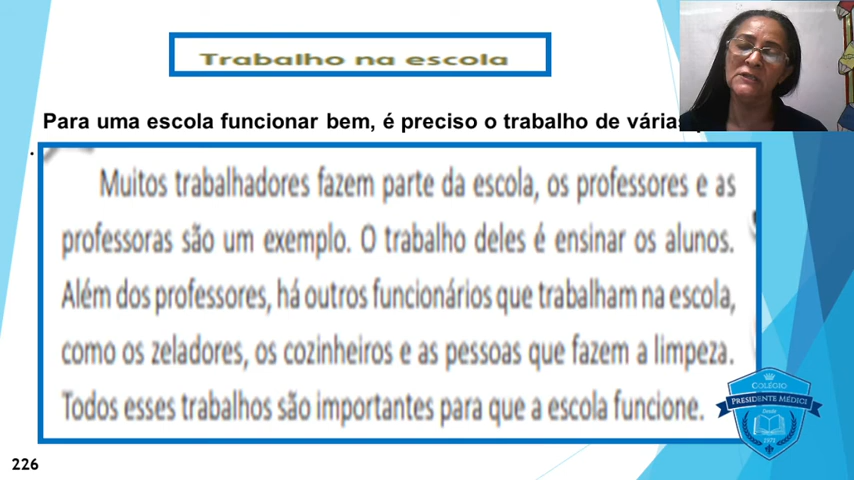 Trabalho na escola
Para uma escola funcionar bem, é preciso o trabalho de várias
.
Muitos trabalhadores fazem parte da escola, os professores e as
professoras são um exemplo. O trabalho deles é ensinar os alunos.
Além dos professores, há outros funcionários que trabalham na escola,
como os zeladores, os cozinheiros e as pessoas que fazem a limpeza.
Todos esses trabalhos são importantes para que a escola funcione.
COLÉGIO
PRESIDENTE MÉDICI
226